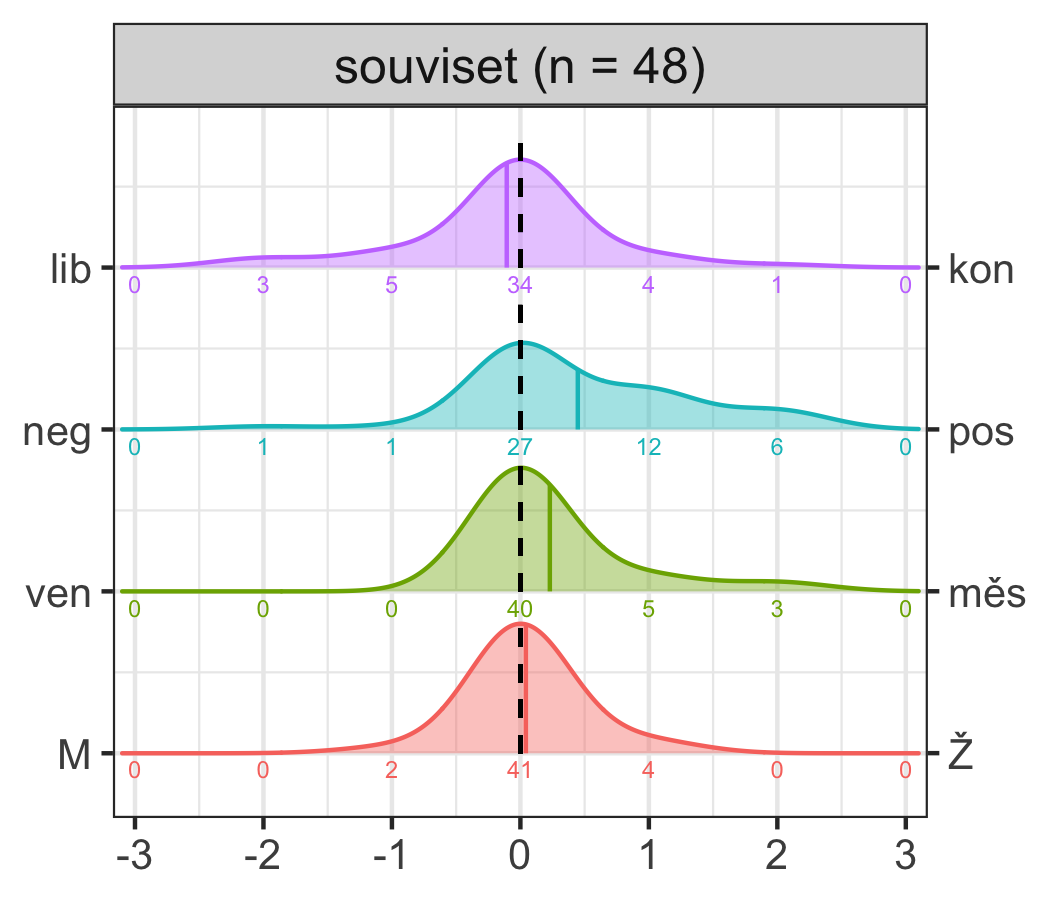 souviset (n = 48)
lib kon
0 3 5 34 4 1 0
neg pos
0 1 1 27 12 6 0
ven měs
0 0 0 40 5 3 0
M Ž
0 0 2 41 4 0 0
-3 -2 -1 0 1 2 3